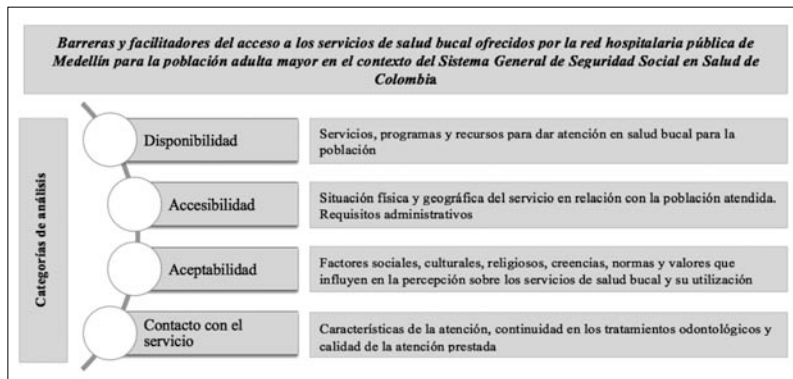 Barreras y facilitadores del acceso a los servicios de salud bucal ofrecidos por la red hospitalaria pública de
Medellín para la población adulta mayor en el contexto del Sistema General de Seguridad Social en Salud de
Colombia
Categorías de análisis
Disponibilidad
Servicios, programas y recursos para dar atención en salud bucal para la
población
Accesibilidad
Situación física y geográfica del servicio en relación con la población atendida.
Requisitos administrativos
Aceptabilidad
Factores sociales, culturales, religiosos, creencias, normas y valores que
influyen en la percepción sobre los servicios de salud bucal y su utilización
Contacto con el
servicio
Características de la atención, continuidad en los tratamientos odontológicos y
calidad de la atención prestada